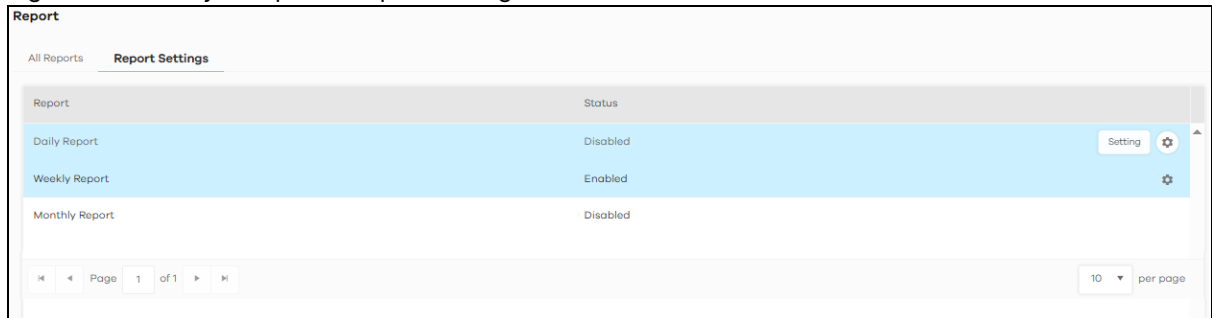 Report
All Reports Report Settings
Report Status
Daily Report Disabled Setting
Weekly Report Enabled
Monthly Report Disabled
Page 1 of 1 10 per page